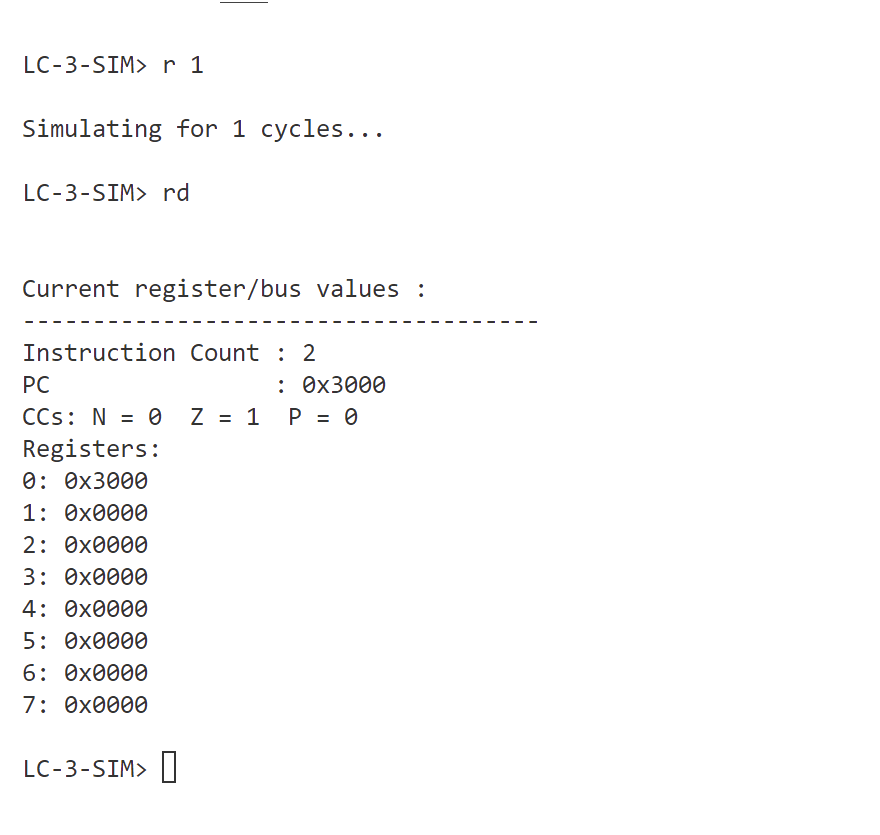 LC-3-SIM> r 1
Simulating for 1 cycles...
LC-3-SIM> rd
Current register/bus values :
-------------------------------------
Instruction Count : 2
PC                : 0x3000
CCs: N = 0  Z = 1  P = 0
Registers:
0: 0x3000
1: 0x0000
2: 0x0000
3: 0x0000
4: 0x0000
5: 0x0000
6: 0x0000
7: 0x0000
LC-3-SIM>